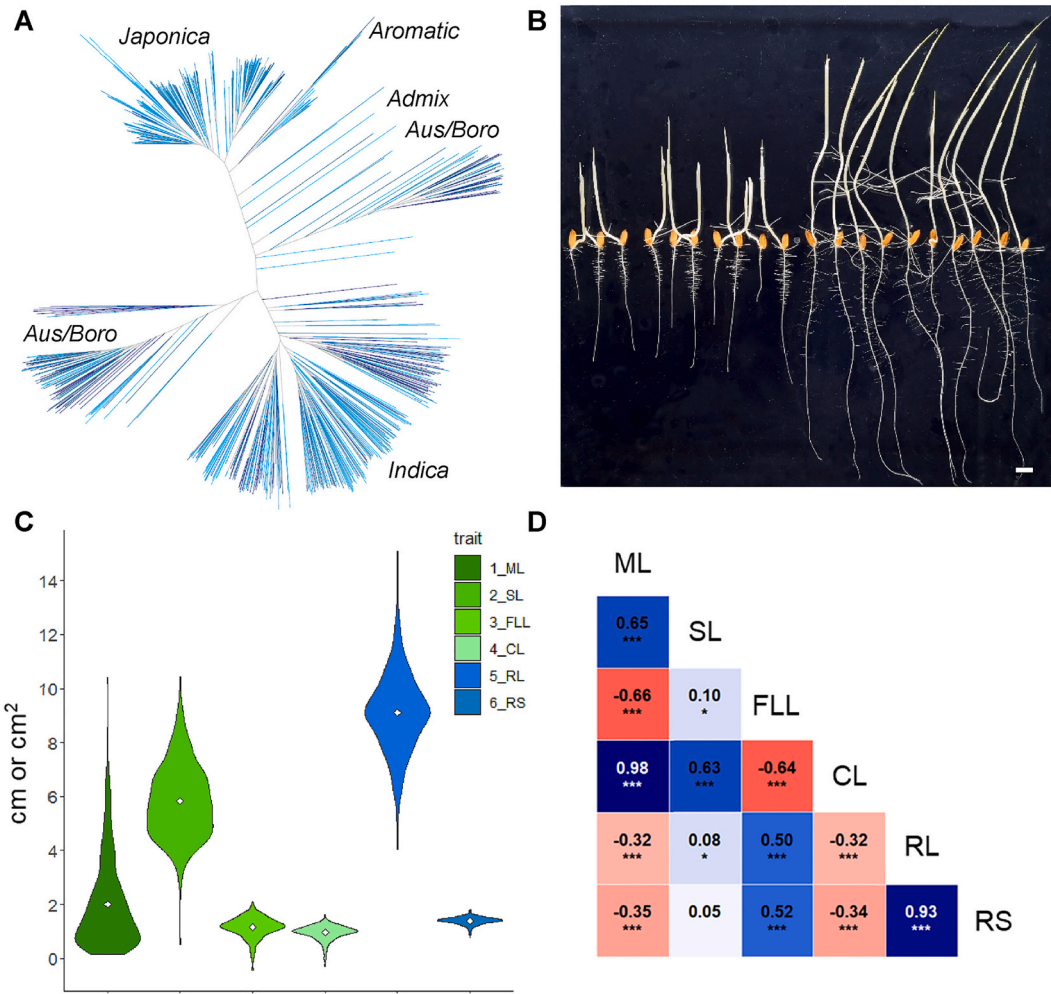 A
Japonica
Aromatic
Admix
Aus/Boro
Aus/Boro
Indica
B
C
cm or cm²
14
12
10
8
6
4
2
0
trait
1_ML
2_SL
3_FLL
4_CL
5_RL
6_RS
D
ML
0.65
***
SL
-0.66
***
0.10
*
FLL
0.98
***
0.63
***
-0.64
***
CL
-0.32
***
0.08
*
0.50
***
-0.32
***
RL
-0.35
***
0.05
0.52
***
-0.34
***
0.93
***
RS